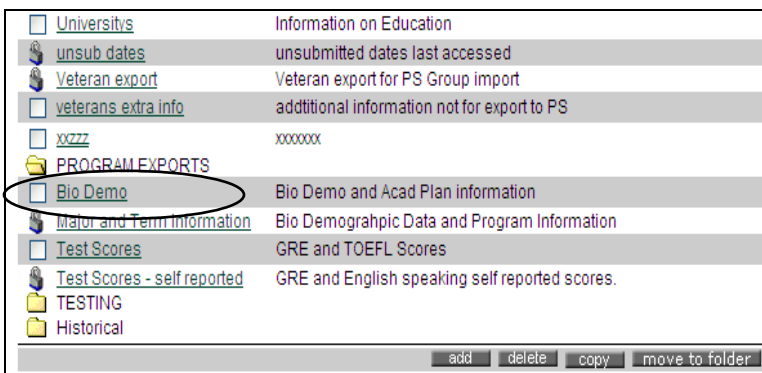 Universitys Information on Education
unsub dates unsubmitted dates last accessed
Veteran export Veteran export for PS Group import
veterans extra info addtitional information not for export to PS
xxzzz xxxxxxx
PROGRAM EXPORTS
Bio Demo Bio Demo and Acad Plan information
Major and Term Information Bio Demograhpic Data and Program Information
Test Scores GRE and TOEFL Scores
Test Scores - self reported GRE and English speaking self reported scores.
TESTING
Historical
add delete copy move to folder